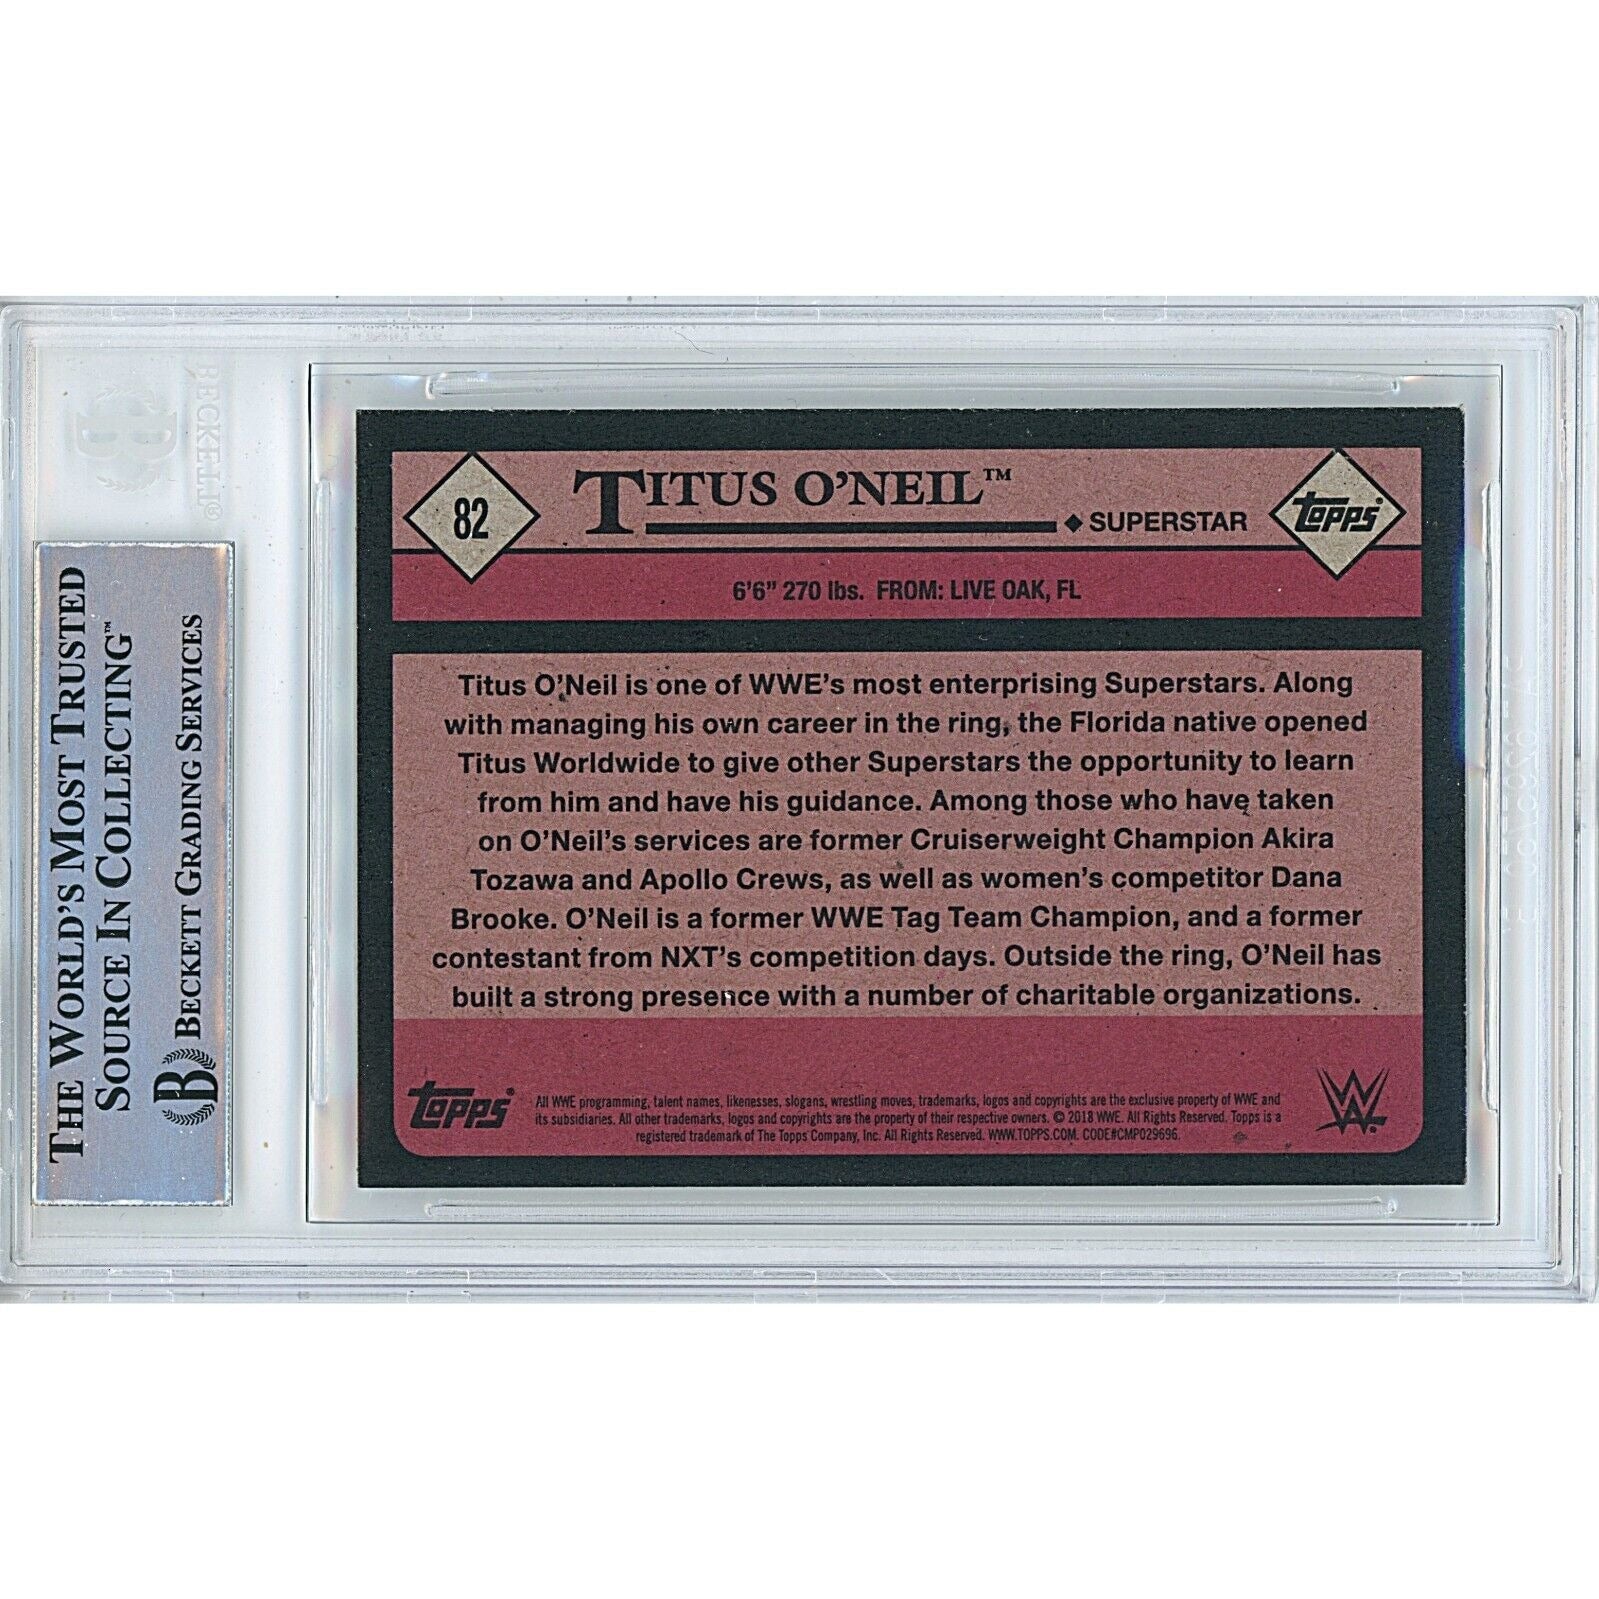 BECKETT®
THE WORLD'S MOST TRUSTED
SOURCE IN COLLECTING™
BECKETT GRADING SERVICES
82
TITUS O'NEIL™
◆ SUPERSTAR
topps®
6'6" 270 lbs. FROM: LIVE OAK, FL
Titus O'Neil is one of WWE's most enterprising Superstars. Along
with managing his own career in the ring, the Florida native opened
Titus Worldwide to give other Superstars the opportunity to learn
from him and have his guidance. Among those who have taken
on O'Neil's services are former Cruiserweight Champion Akira
Tozawa and Apollo Crews, as well as women's competitor Dana
Brooke. O'Neil is a former WWE Tag Team Champion, and a former
contestant from NXT's competition days. Outside the ring, O'Neil has
built a strong presence with a number of charitable organizations.
topps®
All WWE programming, talent names, likenesses, slogans, wrestling moves, trademarks, logos and copyrights are the exclusive property of WWE and
its subsidiaries. All other trademarks, logos and copyrights are the property of their respective owners. © 2018 WWE. All Rights Reserved. Topps is a
registered trademark of The Topps Company, Inc. All Rights Reserved. WWW.TOPPS.COM. CODE#CMP029696.